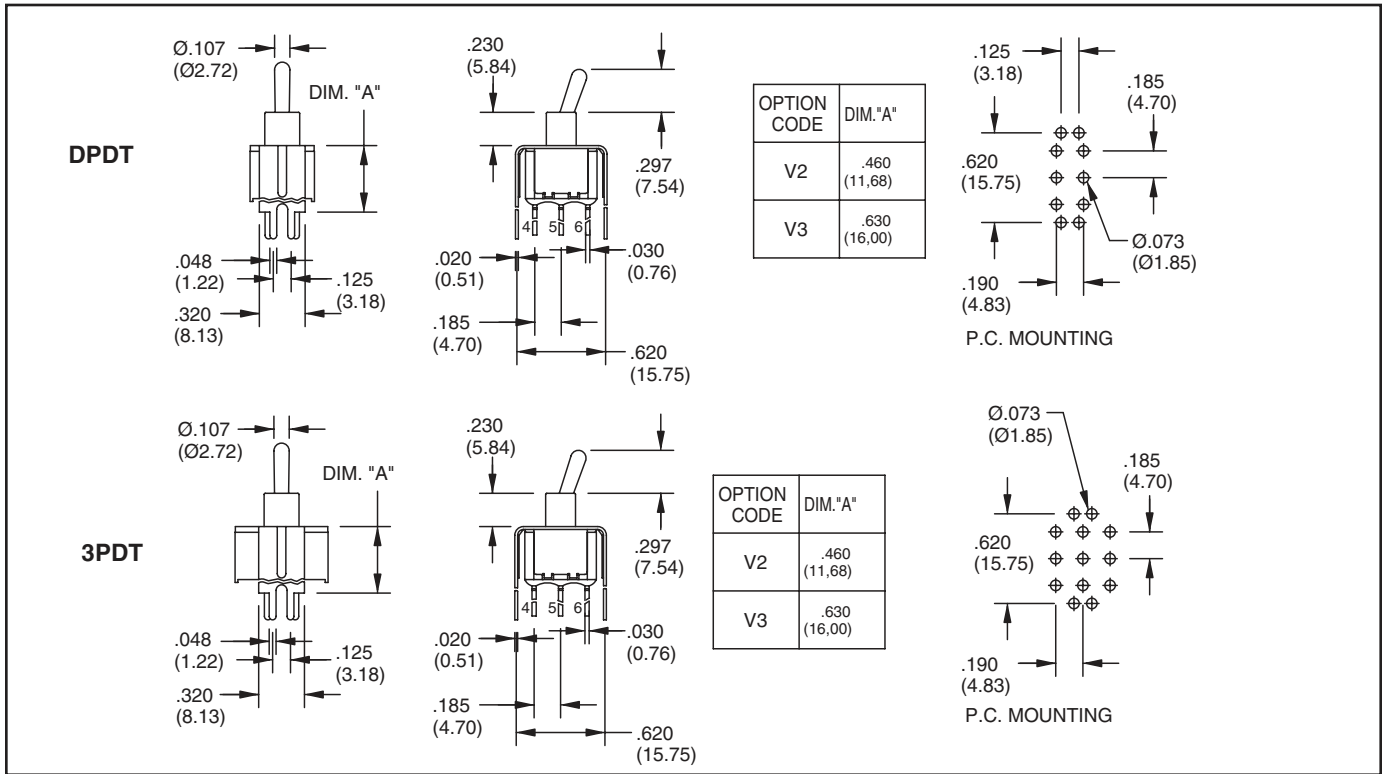 DPDT
Ø.107
(Ø2.72)
DIM. "A"
.048
(1.22)
.125
(3.18)
.320
(8.13)
.230
(5.84)
.297
(7.54)
4 5 6
.020
(0.51)
.030
(0.76)
.185
(4.70)
.620
(15.75)
OPTION CODE DIM."A"
V2 .460 (11,68)
V3 .630 (16,00)
.125
(3.18)
.185
(4.70)
.620
(15.75)
Ø.073
(Ø1.85)
.190
(4.83)
P.C. MOUNTING
3PDT
Ø.107
(Ø2.72)
DIM. "A"
.048
(1.22)
.125
(3.18)
.320
(8.13)
.230
(5.84)
.297
(7.54)
4 5 6
.020
(0.51)
.030
(0.76)
.185
(4.70)
.620
(15.75)
OPTION CODE DIM."A"
V2 .460 (11,68)
V3 .630 (16,00)
Ø.073
(Ø1.85)
.185
(4.70)
.620
(15.75)
.190
(4.83)
P.C. MOUNTING